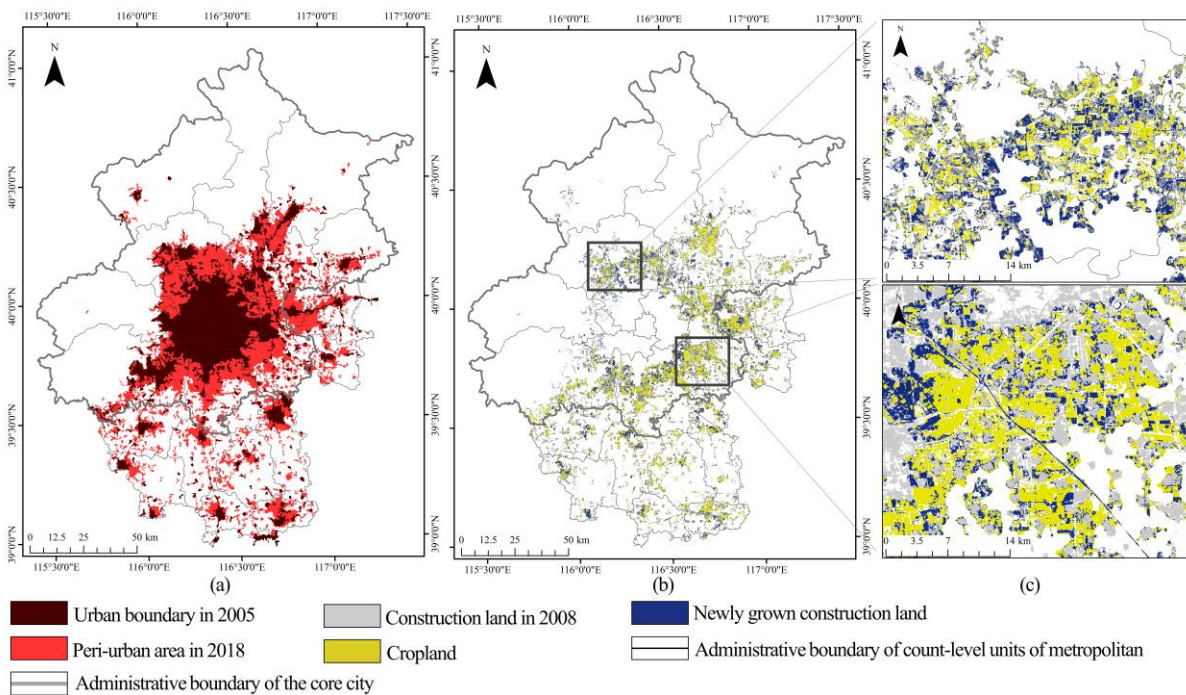 115°30'0"E 116°0'0"E 116°30'0"E 117°0'0"E
115°30'0"E 116°0'0"E 116°30'0"E 117°0'0"E
N
N
N
41°0'0"N
40°30'0"N
40°0'0"N
39°30'0"N
39°0'0"N
41°0'0"N
40°30'0"N
40°0'0"N
39°30'0"N
39°0'0"N
0 3.5 7 14 km
0 12.5 25 50 km
0 12.5 25 50 km
0 3.5 7 14 km
115°30'0"E 116°0'0"E 116°30'0"E 117°0'0"E
115°30'0"E 116°0'0"E 116°30'0"E 117°0'0"E
(a)
(b)
(c)
Urban boundary in 2005
Construction land in 2008
Newly grown construction land
Peri-urban area in 2018
Cropland
Administrative boundary of count-level units of metropolitan
Administrative boundary of the core city